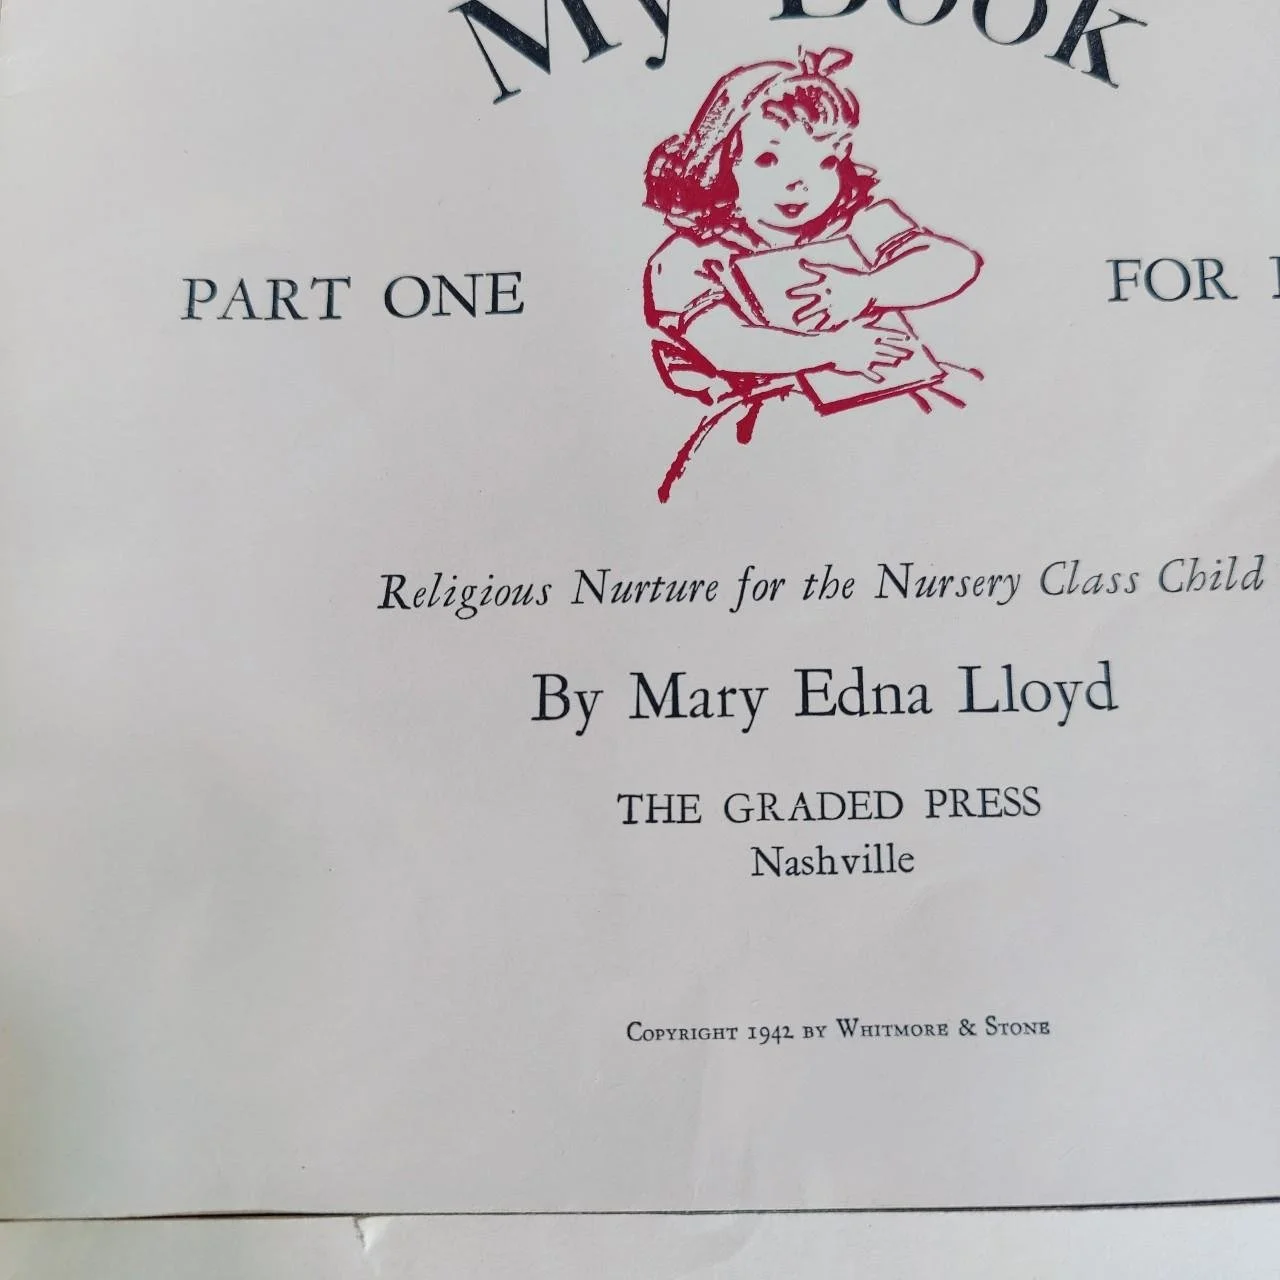 My Book
PART ONE
FOR
Religious Nurture for the Nursery Class Child
By Mary Edna Lloyd
THE GRADED PRESS
Nashville
COPYRIGHT 1942 BY WHITMORE & STONE